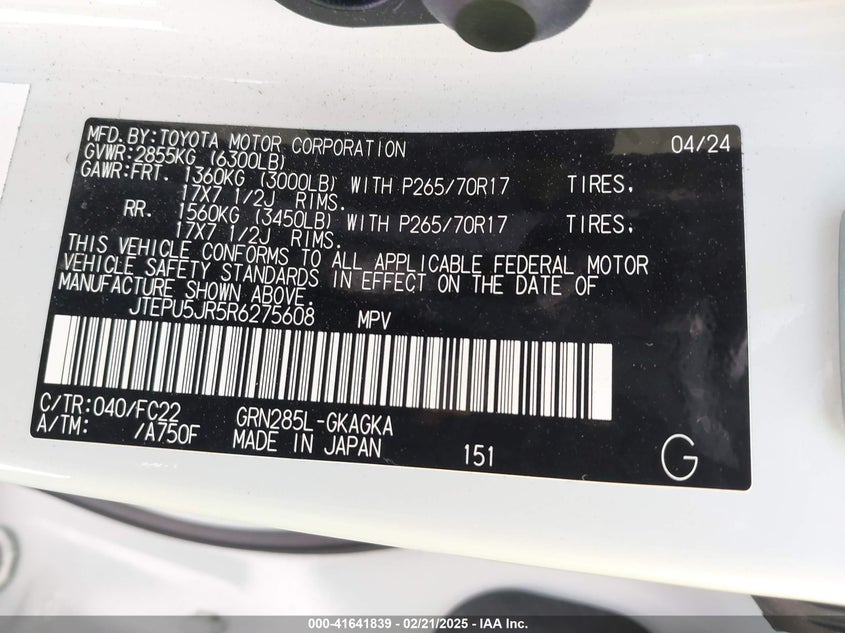 MFD.BY:TOYOTA MOTOR CORPORATION 04/24
GVWR:2855KG (6300LB)
GAWR:FRT. 1360KG (3000LB) WITH P265/70R17 TIRES,
17X7 1/2J RIMS.
RR. 1560KG (3450LB) WITH P265/70R17 TIRES,
17X7 1/2J RIMS.
THIS VEHICLE CONFORMS TO ALL APPLICABLE FEDERAL MOTOR
VEHICLE SAFETY STANDARDS IN EFFECT ON THE DATE OF
MANUFACTURE SHOWN ABOVE.
JTEPU5JR5R6275608 MPV
C/TR:040/FC22 GRN285L-GKAGKA
A/TM: /A750F MADE IN JAPAN 151 G
000-41641839 - 02/21/2025 - IAA Inc.